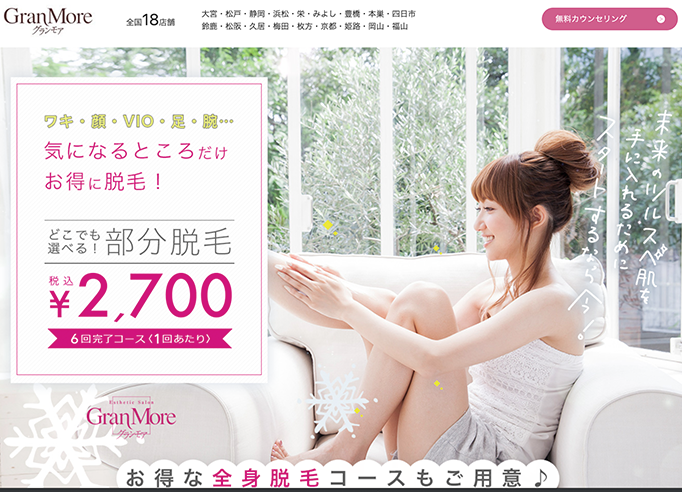 GranMore
グランモア
全国18店舗
大宮・松戸・静岡・浜松・栄・みよし・豊橋・本巣・四日市
鈴鹿・松阪・久居・梅田・枚方・京都・姫路・岡山・福山
無料カウンセリング
ワキ・顔・VIO・足・腕…
気になるところだけ
お得に脱毛！
どこでも
選べる！
部分脱毛
税込
¥2,700
6回完了コース〈1回あたり〉
未来のツルスベ肌を
手に入れるために
スタートするなら今！
Esthetic Salon
GranMore
グランモア
お得な全身脱毛コースもご用意♪